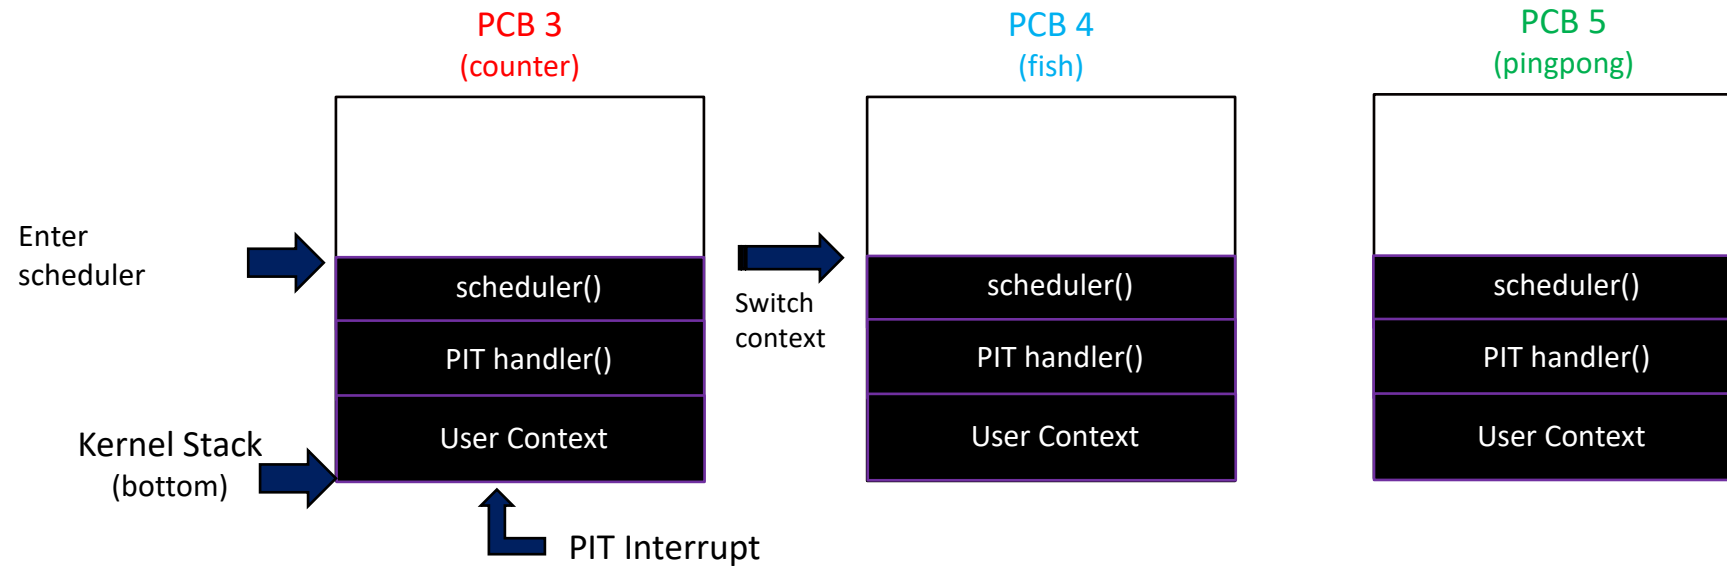 PCB 3
(counter)
PCB 4
(fish)
PCB 5
(pingpong)
Enter
scheduler
scheduler()
PIT handler()
User Context
Kernel Stack
(bottom)
PIT Interrupt
Switch
context
scheduler()
PIT handler()
User Context
scheduler()
PIT handler()
User Context